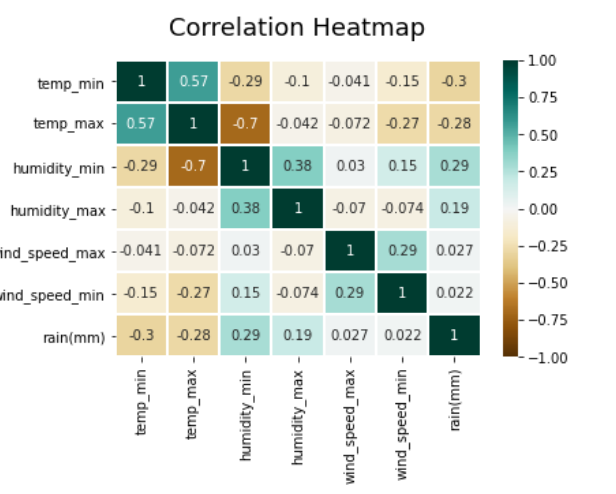 Correlation Heatmap
temp_min 1 0.57 -0.29 -0.1 -0.041 -0.15 -0.3
temp_max 0.57 1 -0.7 -0.042 -0.072 -0.27 -0.28
humidity_min -0.29 -0.7 1 0.38 0.03 0.15 0.29
humidity_max -0.1 -0.042 0.38 1 -0.07 -0.074 0.19
ind_speed_max -0.041 -0.072 0.03 -0.07 1 0.29 0.027
wind_speed_min -0.15 -0.27 0.15 -0.074 0.29 1 0.022
rain(mm) -0.3 -0.28 0.29 0.19 0.027 0.022 1
temp_min
temp_max
humidity_min
humidity_max
wind_speed_max
wind_speed_min
rain(mm)
1.00
0.75
0.50
0.25
0.00
−0.25
−0.50
−0.75
−1.00